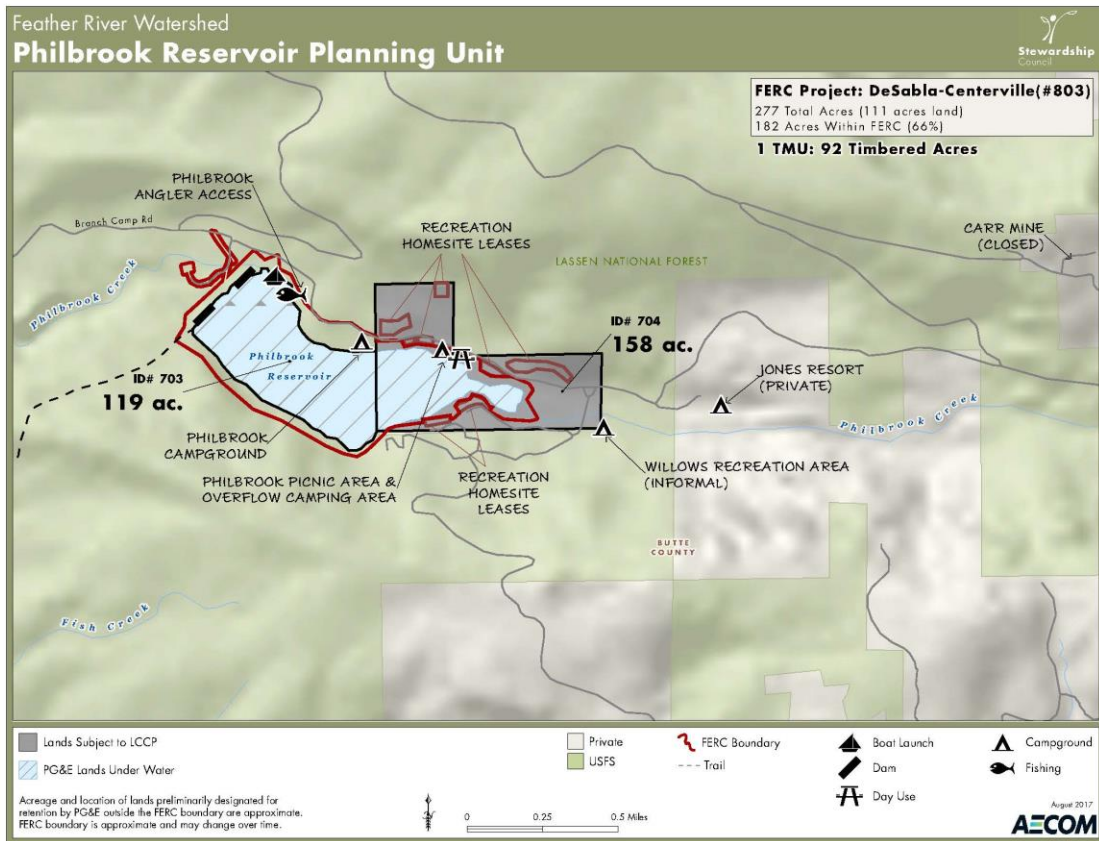 Feather River Watershed
Philbrook Reservoir Planning Unit
Stewardship
Council
FERC Project: DeSabla-Centerville(#803)
277 Total Acres (111 acres land)
182 Acres Within FERC (66%)
1 TMU: 92 Timbered Acres
PHILBROOK
ANGLER ACCESS
Branch Camp Rd
RECREATION
HOMESITE LEASES
CARR MINE
(CLOSED)
LASSEN NATIONAL FOREST
Philbrook Creek
ID# 704
158 ac.
Philbrook
Reservoir
ID# 703
119 ac.
JONES RESORT
(PRIVATE)
Philbrook Creek
PHILBROOK
CAMPGROUND
PHILBROOK PICNIC AREA &
OVERFLOW CAMPING AREA
RECREATION
HOMESITE
LEASES
WILLOWS RECREATION AREA
(INFORMAL)
BUTTE
COUNTY
Fish Creek
Lands Subject to LCCP
PG&E Lands Under Water
Private
USFS
FERC Boundary
Trail
Boat Launch
Dam
Day Use
Campground
Fishing
Acreage and location of lands preliminarily designated for
retention by PG&E outside the FERC boundary are approximate.
FERC boundary is approximate and may change over time.
0 0.25 0.5 Miles
August 2017
AECOM